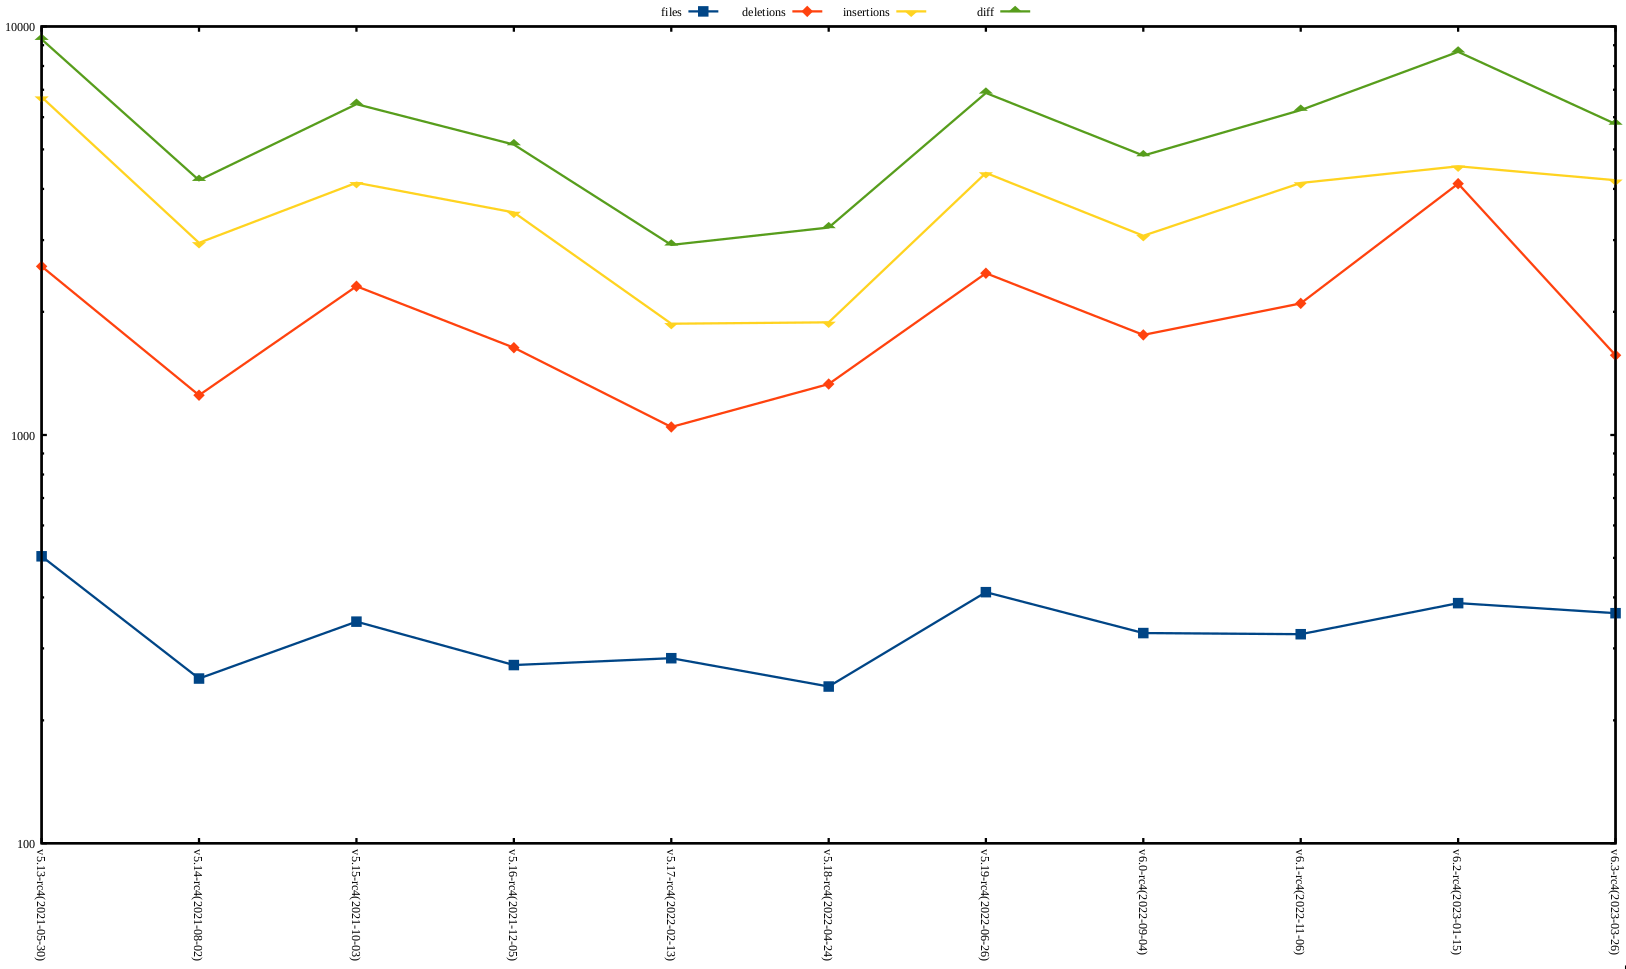 files deletions insertions diff
10000
1000
100
v5.13-rc4(2021-05-30)
v5.14-rc4(2021-08-02)
v5.15-rc4(2021-10-03)
v5.16-rc4(2021-12-05)
v5.17-rc4(2022-02-13)
v5.18-rc4(2022-04-24)
v5.19-rc4(2022-06-26)
v6.0-rc4(2022-09-04)
v6.1-rc4(2022-11-06)
v6.2-rc4(2023-01-15)
v6.3-rc4(2023-03-26)